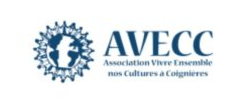 AVECC
Association Vivre Ensemble
nos Cultures à Coignières